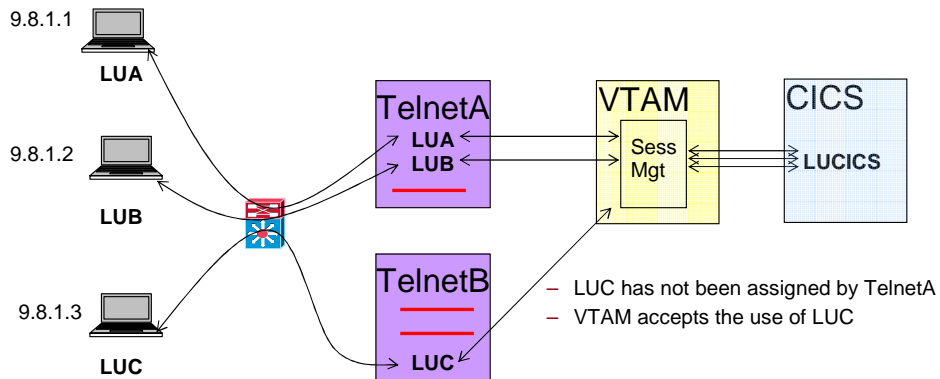 9.8.1.1
LUA
9.8.1.2
LUB
9.8.1.3
LUC
TelnetA
LUA
LUB
TelnetB
LUC
VTAM
Sess
Mgt
CICS
LUCICS
– LUC has not been assigned by TelnetA
– VTAM accepts the use of LUC